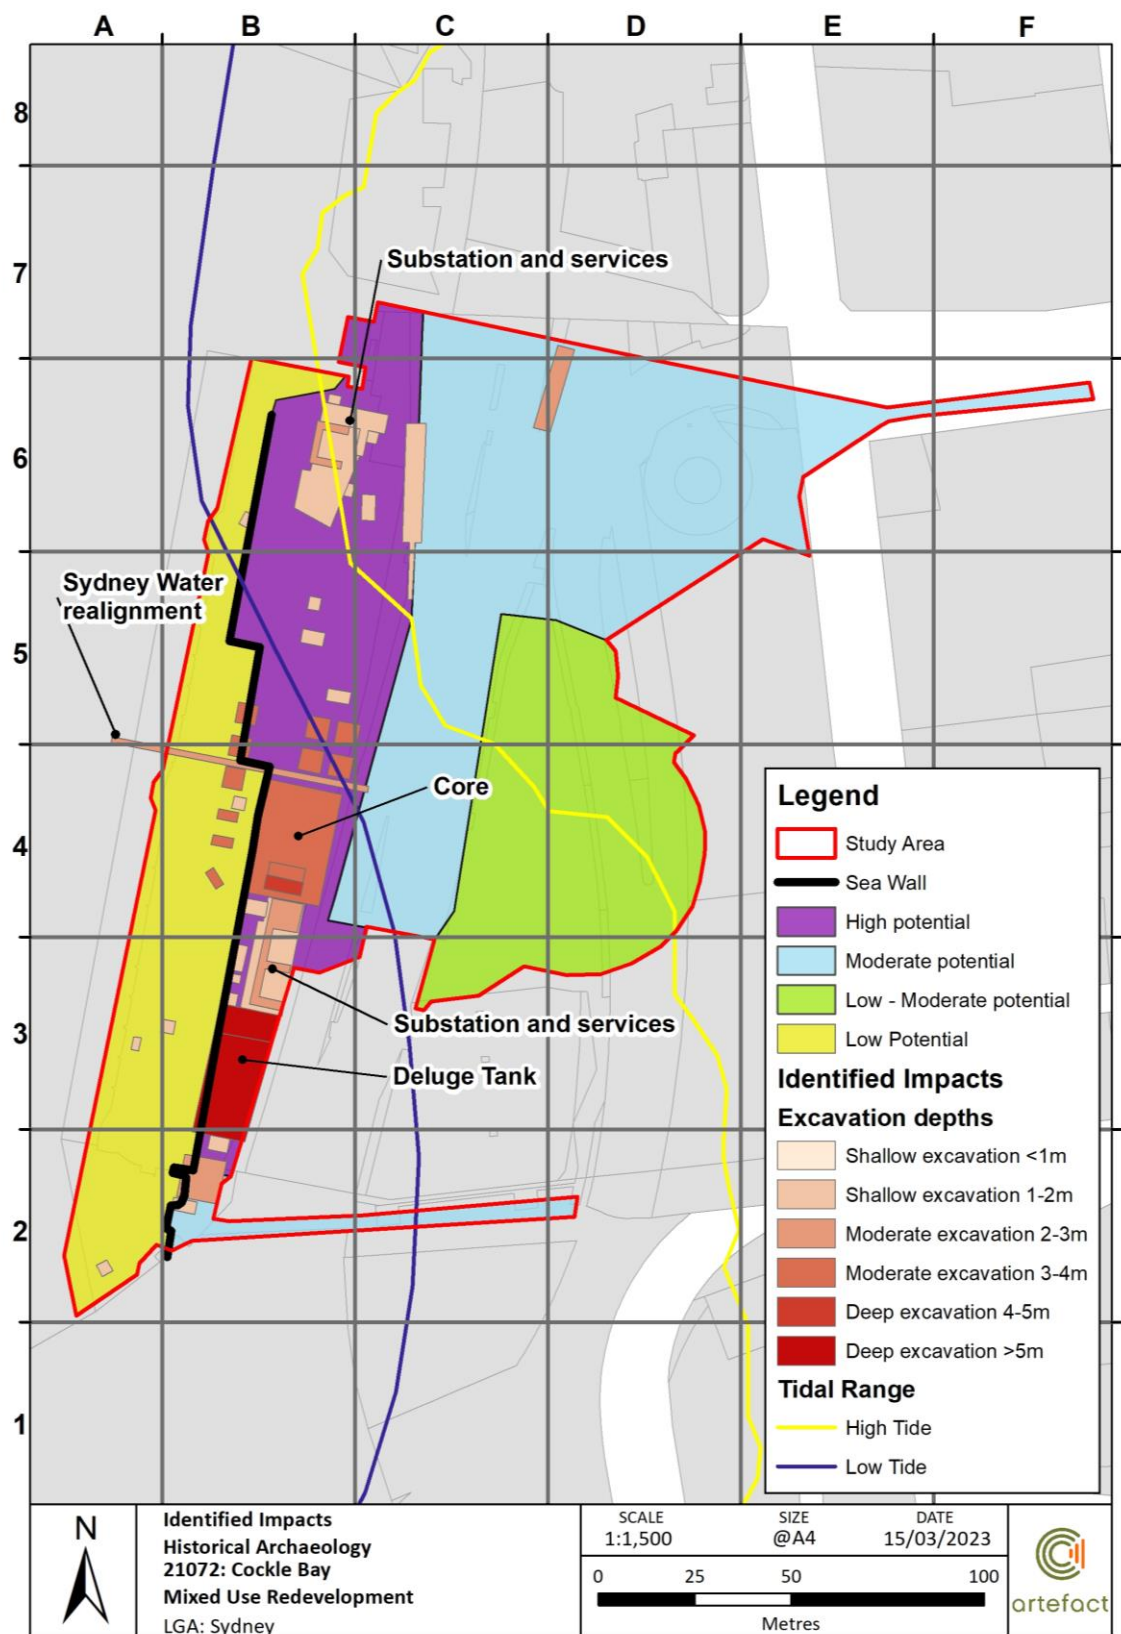 A B C D E F
8
7
6
5
4
3
2
1
Substation and services
Sydney Water
realignment
Core
Substation and services
Deluge Tank
Legend
Study Area
Sea Wall
High potential
Moderate potential
Low - Moderate potential
Low Potential
Identified Impacts
Excavation depths
Shallow excavation <1m
Shallow excavation 1-2m
Moderate excavation 2-3m
Moderate excavation 3-4m
Deep excavation 4-5m
Deep excavation >5m
Tidal Range
High Tide
Low Tide
N
Identified Impacts
Historical Archaeology
21072: Cockle Bay
Mixed Use Redevelopment
LGA: Sydney
SCALE SIZE DATE
1:1,500 @A4 15/03/2023
0 25 50 100
Metres
artefact